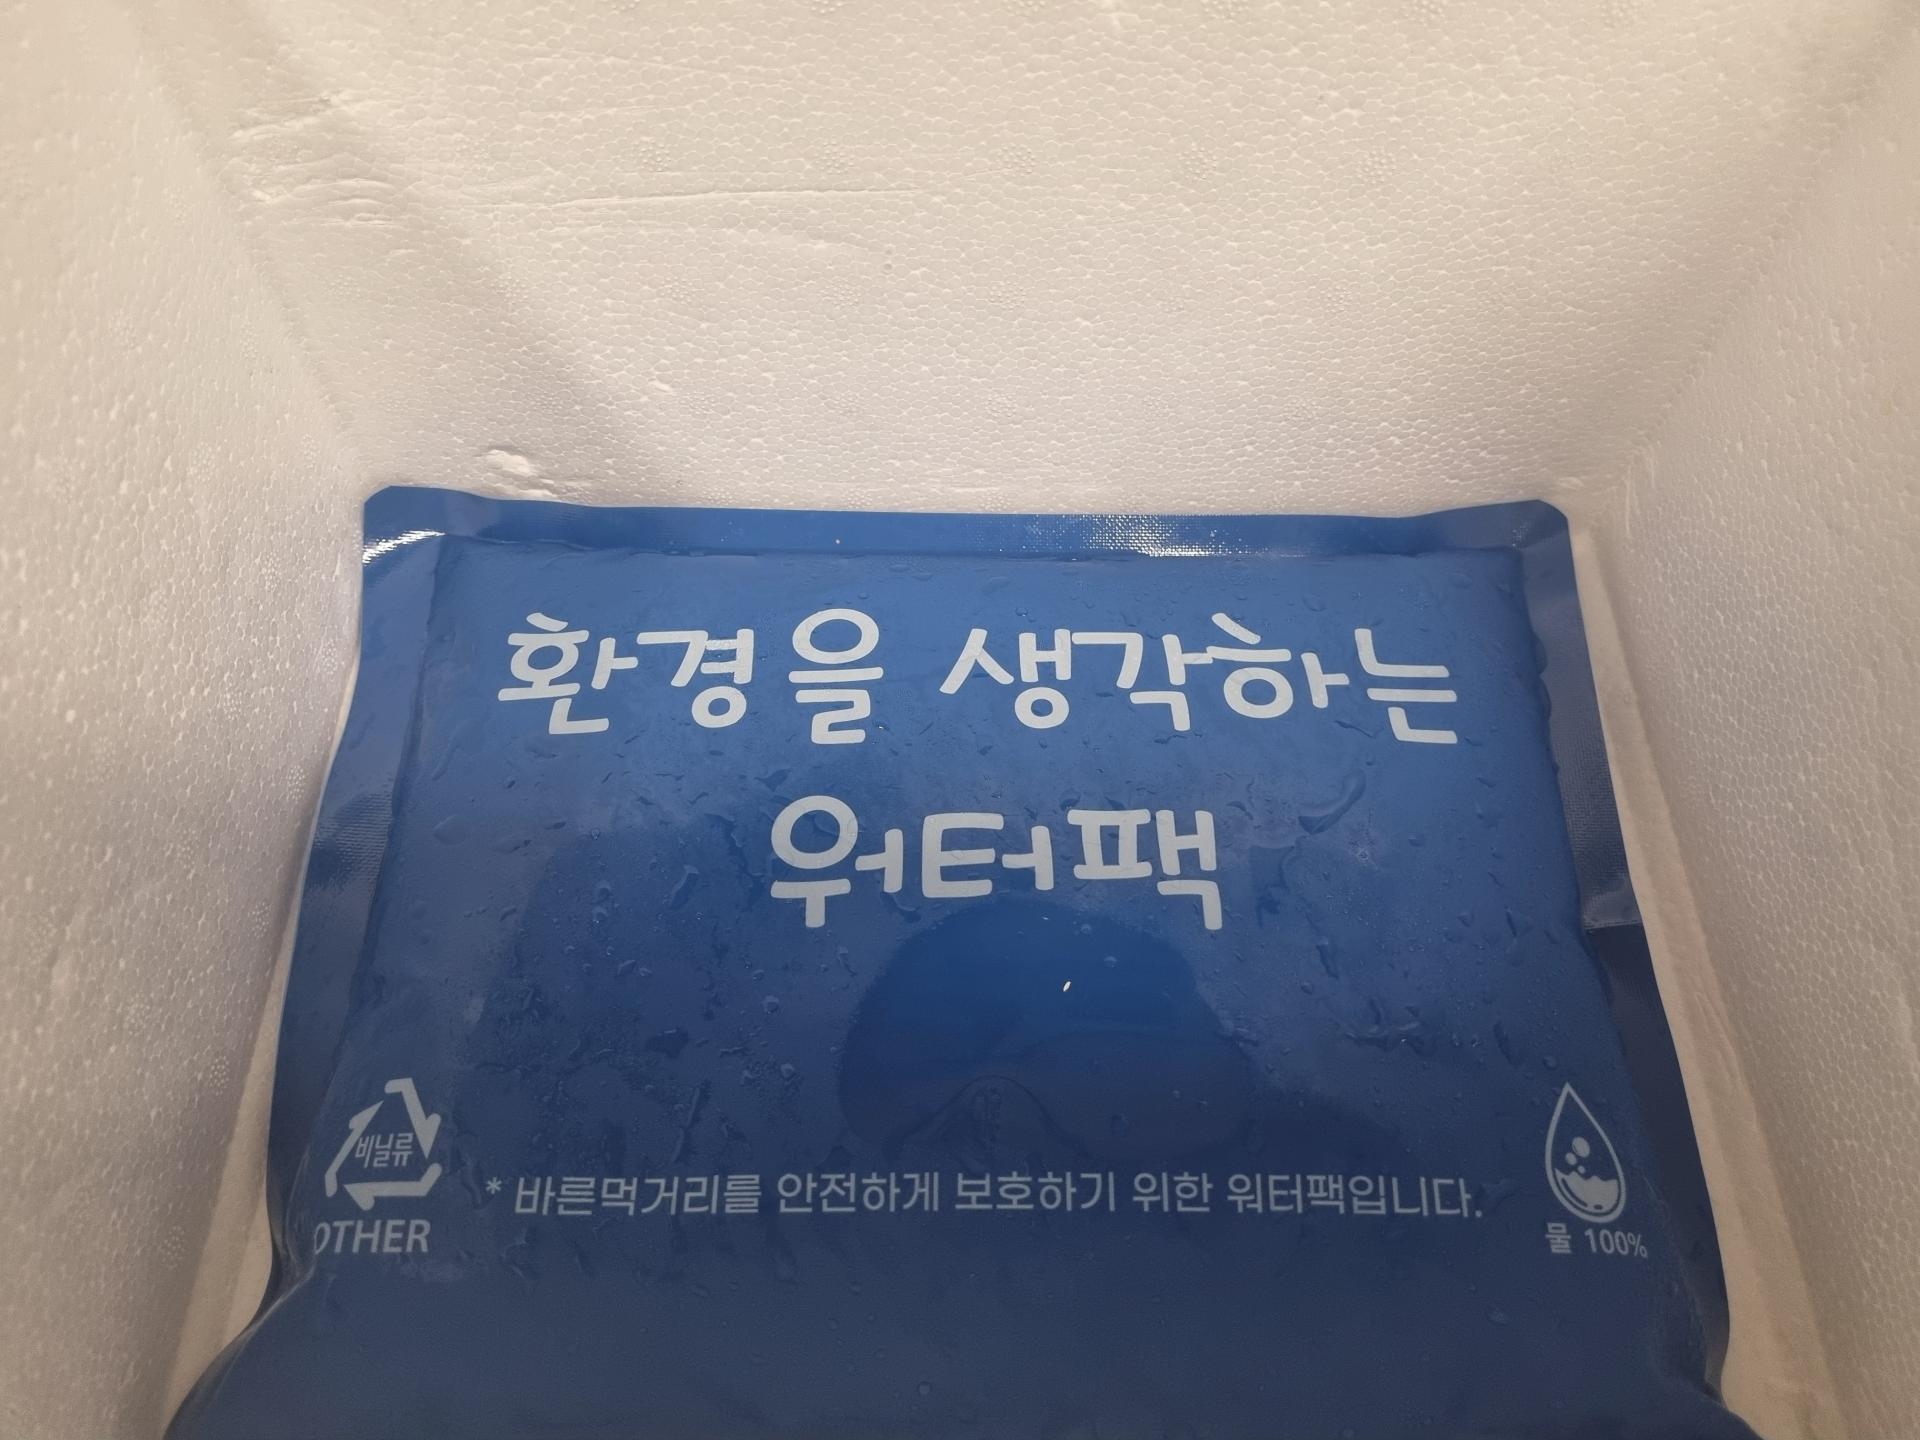 환경을 생각하는
워터팩
비닐류
OTHER
* 바른먹거리를 안전하게 보호하기 위한 워터팩입니다.
물 100%